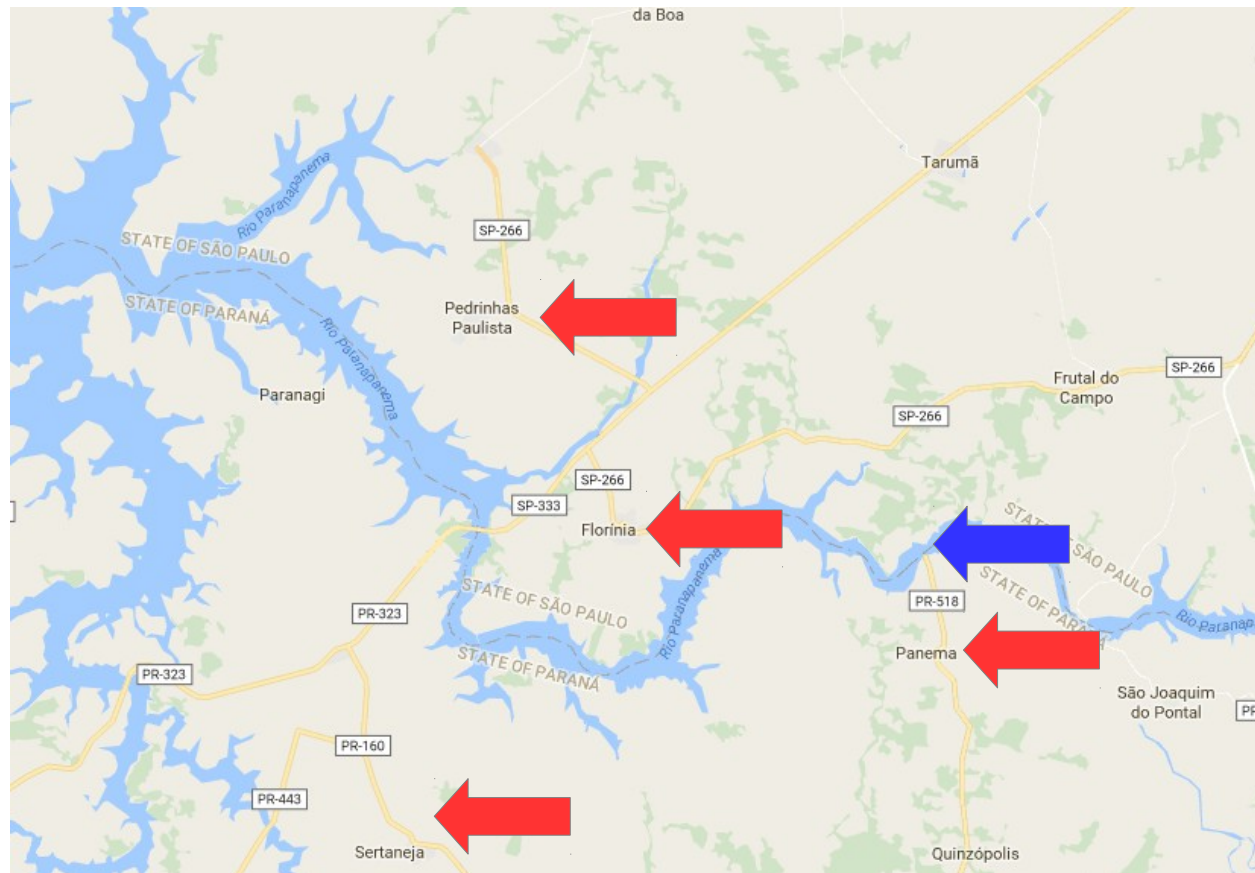 da Boa
Tarumã
Rio Paranapanema
SP-266
STATE OF SÃO PAULO
STATE OF PARANÁ
Pedrinhas
Paulista
Rio Paranapanema
SP-266
Frutal do
Campo
Paranagi
SP-266
SP-266
SP-333
Florínia
STATE OF SÃO PAULO
STATE OF PARANÁ
Rio Paranapanema
PR-518
PR-323
STATE OF SÃO PAULO
STATE OF PARANÁ
Rio Paranap
Panema
PR-323
São Joaquim
do Pontal
PR
PR-160
PR-443
Sertaneja
Quinzópolis